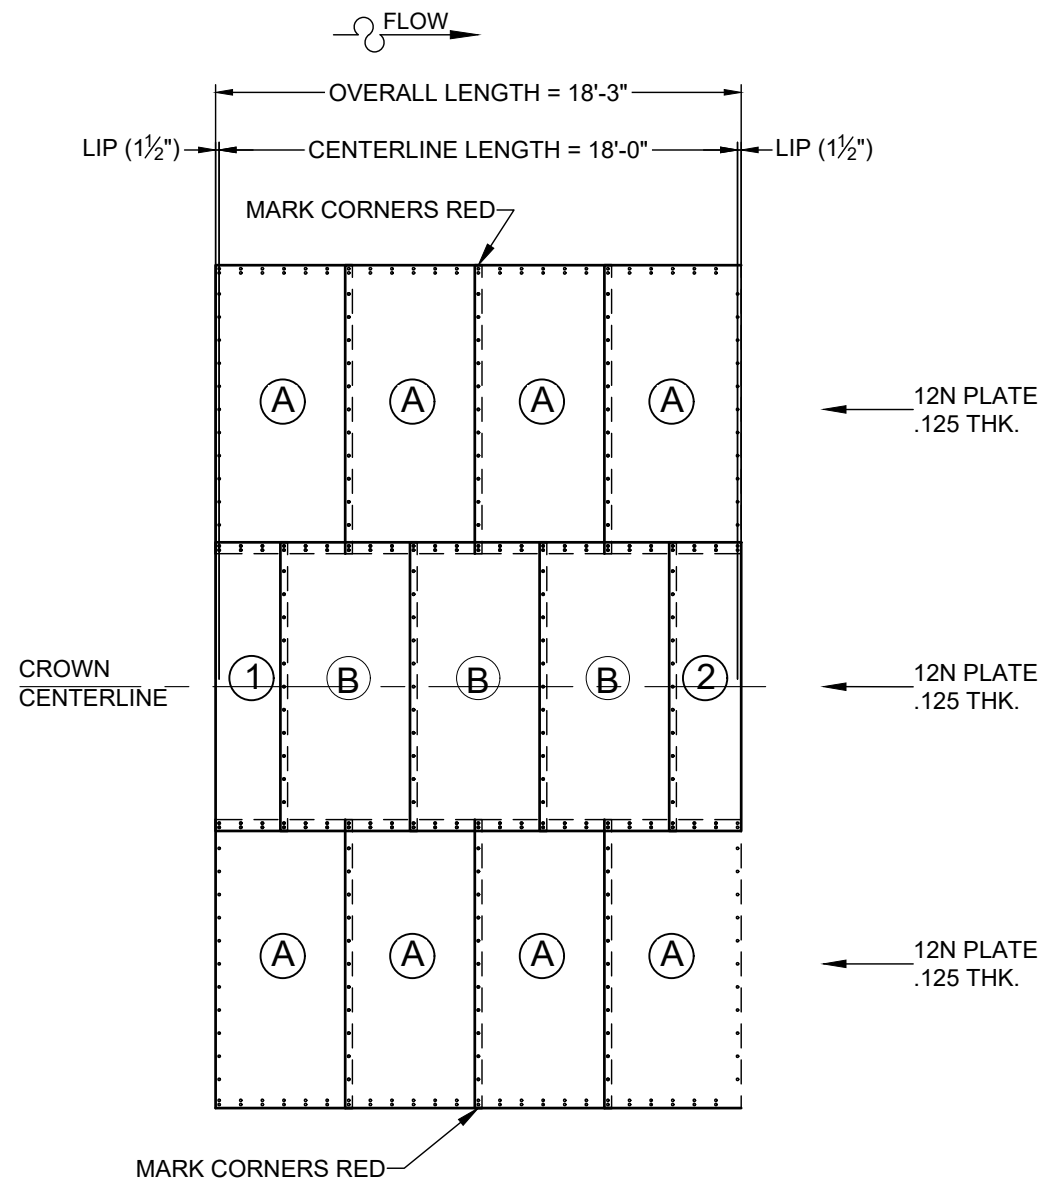 FLOW
OVERALL LENGTH = 18'-3"
LIP (1½")
CENTERLINE LENGTH = 18'-0"
LIP (1½")
MARK CORNERS RED
A
A
A
A
12N PLATE
.125 THK.
CROWN
CENTERLINE
1
B
B
B
2
12N PLATE
.125 THK.
A
A
A
A
12N PLATE
.125 THK.
MARK CORNERS RED